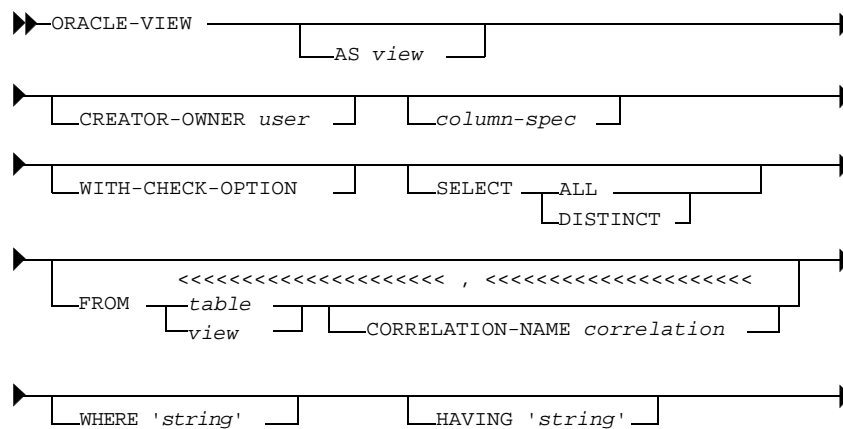 ORACLE-VIEW
AS view
CREATOR-OWNER user column-spec
WITH-CHECK-OPTION SELECT ALL
DISTINCT
<<<<<<<<<<<<<<<<<<<<< , <<<<<<<<<<<<<<<<<<<<<
FROM table
view CORRELATION-NAME correlation
WHERE 'string' HAVING 'string'